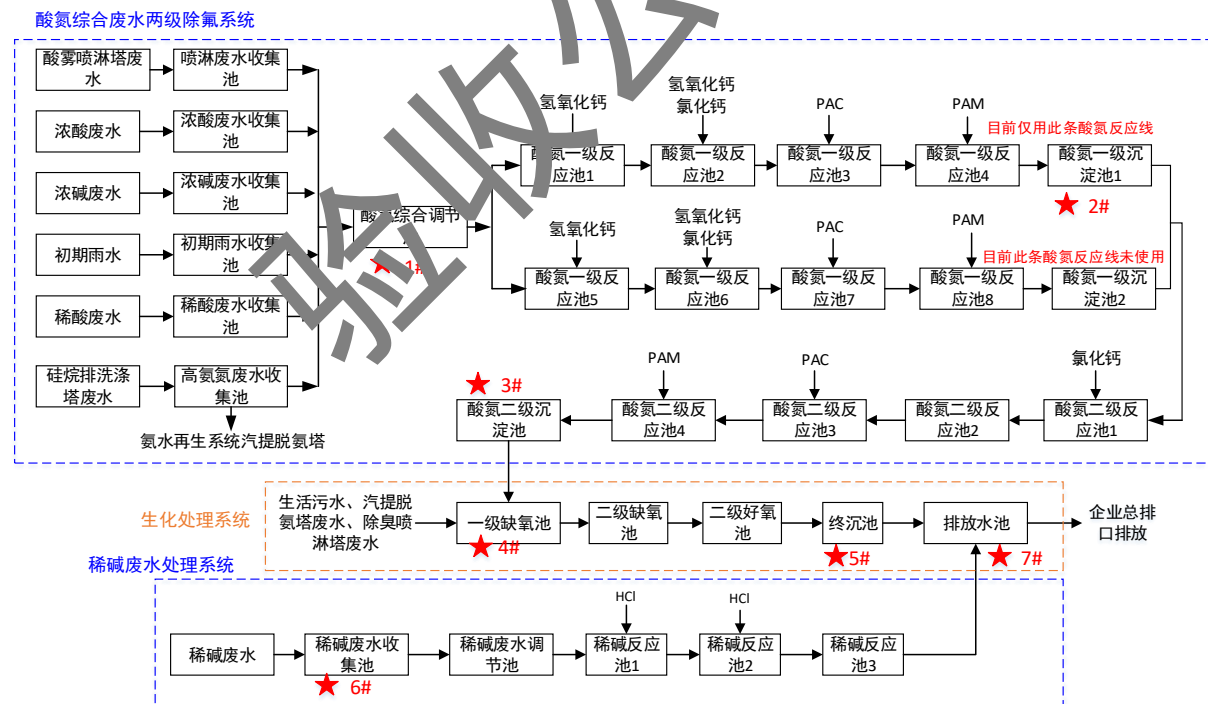 酸氮综合废水两级除氟系统
酸雾喷淋塔废
水
喷淋废水收集
池
浓酸废水
浓酸废水收集
池
浓碱废水
浓碱废水收集
池
初期雨水
初期雨水收集
池
稀酸废水
稀酸废水收集
池
硅烷排洗涤
塔废水
高氨氮废水收
集池
氨水再生系统汽提脱氨塔
综合调节
1#
氢氧化钙
氢氧化钙
氯化钙
PAC
PAM
目前仅用此条酸氮反应线
酸氮一级反
应池1
酸氮一级反
应池2
酸氮一级反
应池3
酸氮一级反
应池4
酸氮一级沉
淀池1
2#
氢氧化钙
氢氧化钙
氯化钙
PAC
PAM
目前此条酸氮反应线未使用
酸氮一级反
应池5
酸氮一级反
应池6
酸氮一级反
应池7
酸氮一级反
应池8
酸氮一级沉
淀池2
3#
PAM
PAC
氯化钙
酸氮二级沉
淀池
酸氮二级反
应池4
酸氮二级反
应池3
酸氮二级反
应池2
酸氮二级反
应池1
生化处理系统
生活污水、汽提脱
氨塔废水、除臭喷
淋塔废水
一级缺氧池
4#
二级缺氧
池
二级好氧
池
终沉池
5#
排放水池
7#
企业总排
口排放
稀碱废水处理系统
HCl
HCl
稀碱废水
稀碱废水收
集池
6#
稀碱废水调
节池
稀碱反应
池1
稀碱反应
池2
稀碱反应
池3
验收公